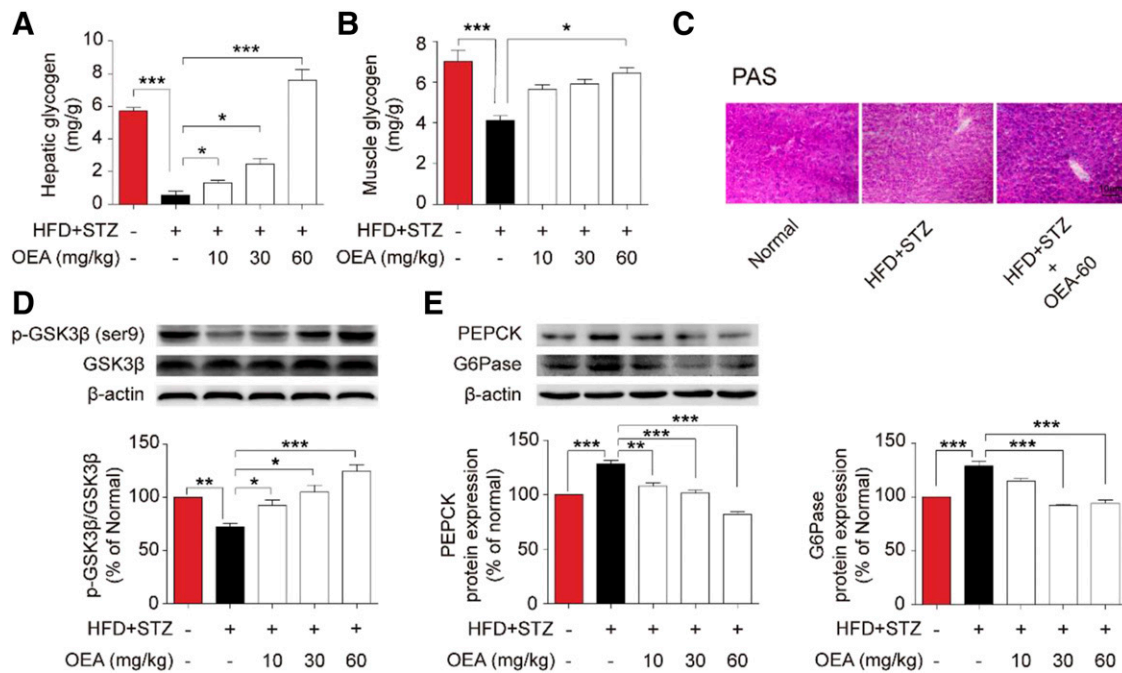 A
Hepatic glycogen
(mg/g)
10
8
6
4
2
0
***
***
*
*
HFD+STZ - + + + +
OEA (mg/kg) - - 10 30 60
B
Muscle glycogen
(mg/g)
8
6
4
2
0
***
*
HFD+STZ - + + + +
OEA (mg/kg) - - 10 30 60
C
PAS
Normal
HFD+STZ
HFD+STZ
+
OEA-60
D
p-GSK3β (ser9)
GSK3β
β-actin
p-GSK3β/GSK3β
(% of Normal)
150
100
50
0
**
*
*
***
HFD+STZ - + + + +
OEA (mg/kg) - - 10 30 60
E
PEPCK
G6Pase
β-actin
PEPCK
protein expression
(% of normal)
150
100
50
0
***
**
***
***
HFD+STZ - + + + +
OEA (mg/kg) - - 10 30 60
G6Pase
protein expression
(% of Normal)
150
100
50
0
***
***
***
HFD+STZ - + + + +
OEA (mg/kg) - - 10 30 60